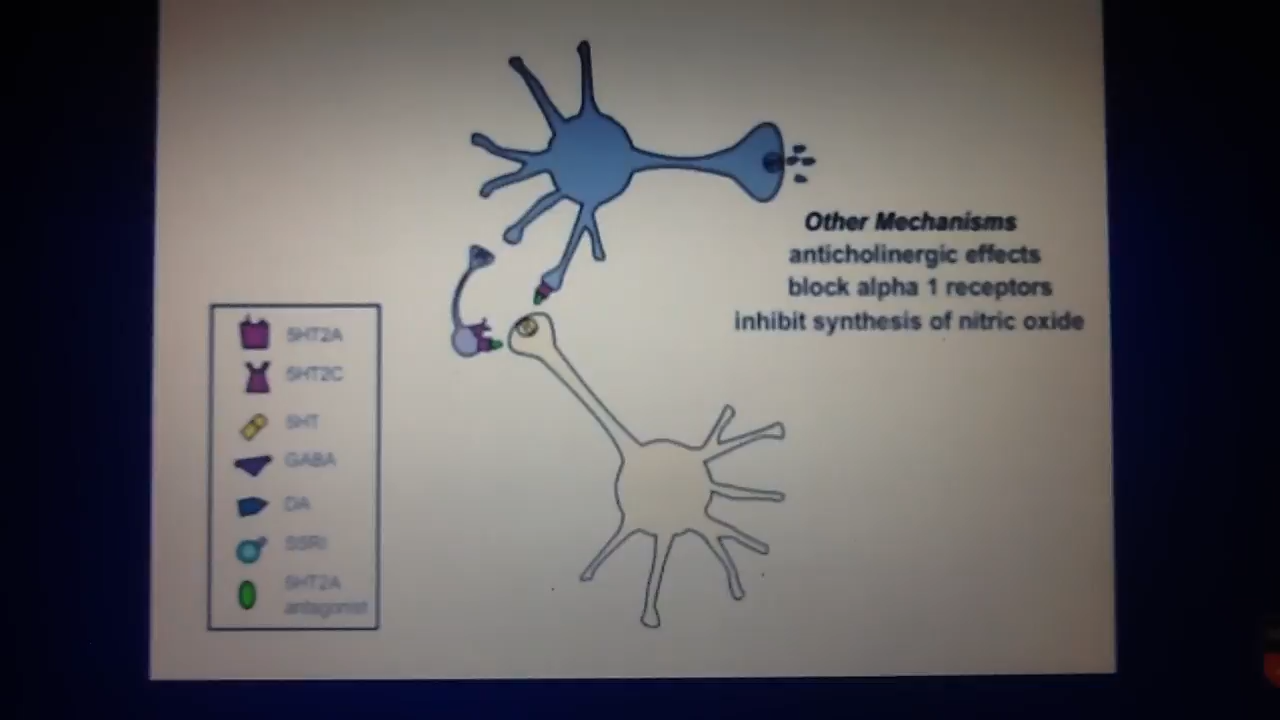 Other Mechanisms
anticholinergic effects
block alpha 1 receptors
inhibit synthesis of nitric oxide
5HT2A
5HT2C
5HT
GABA
DA
SSRI
5HT2A
antagonist